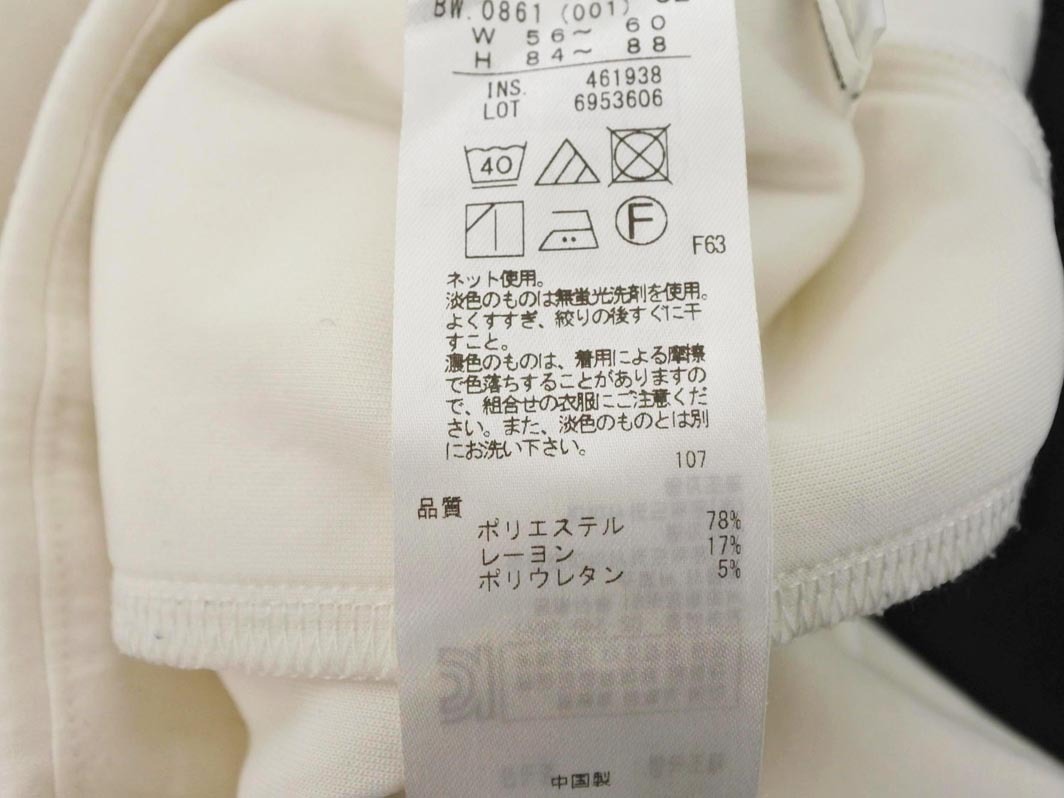 BW.0861 (001)
W 56～ 60
H 84～ 88
INS. 461938
LOT 6953606
40
F
F63
ネット使用。
淡色のものは無蛍光洗剤を使用。
よくすすぎ、絞りの後すぐに干
すこと。
濃色のものは、着用による摩擦
で色落ちすることがありますの
で、組合せの衣服にご注意くだ
さい。また、淡色のものとは別
にお洗い下さい。
107
品質
ポリエステル 78%
レーヨン 17%
ポリウレタン 5%
中国製